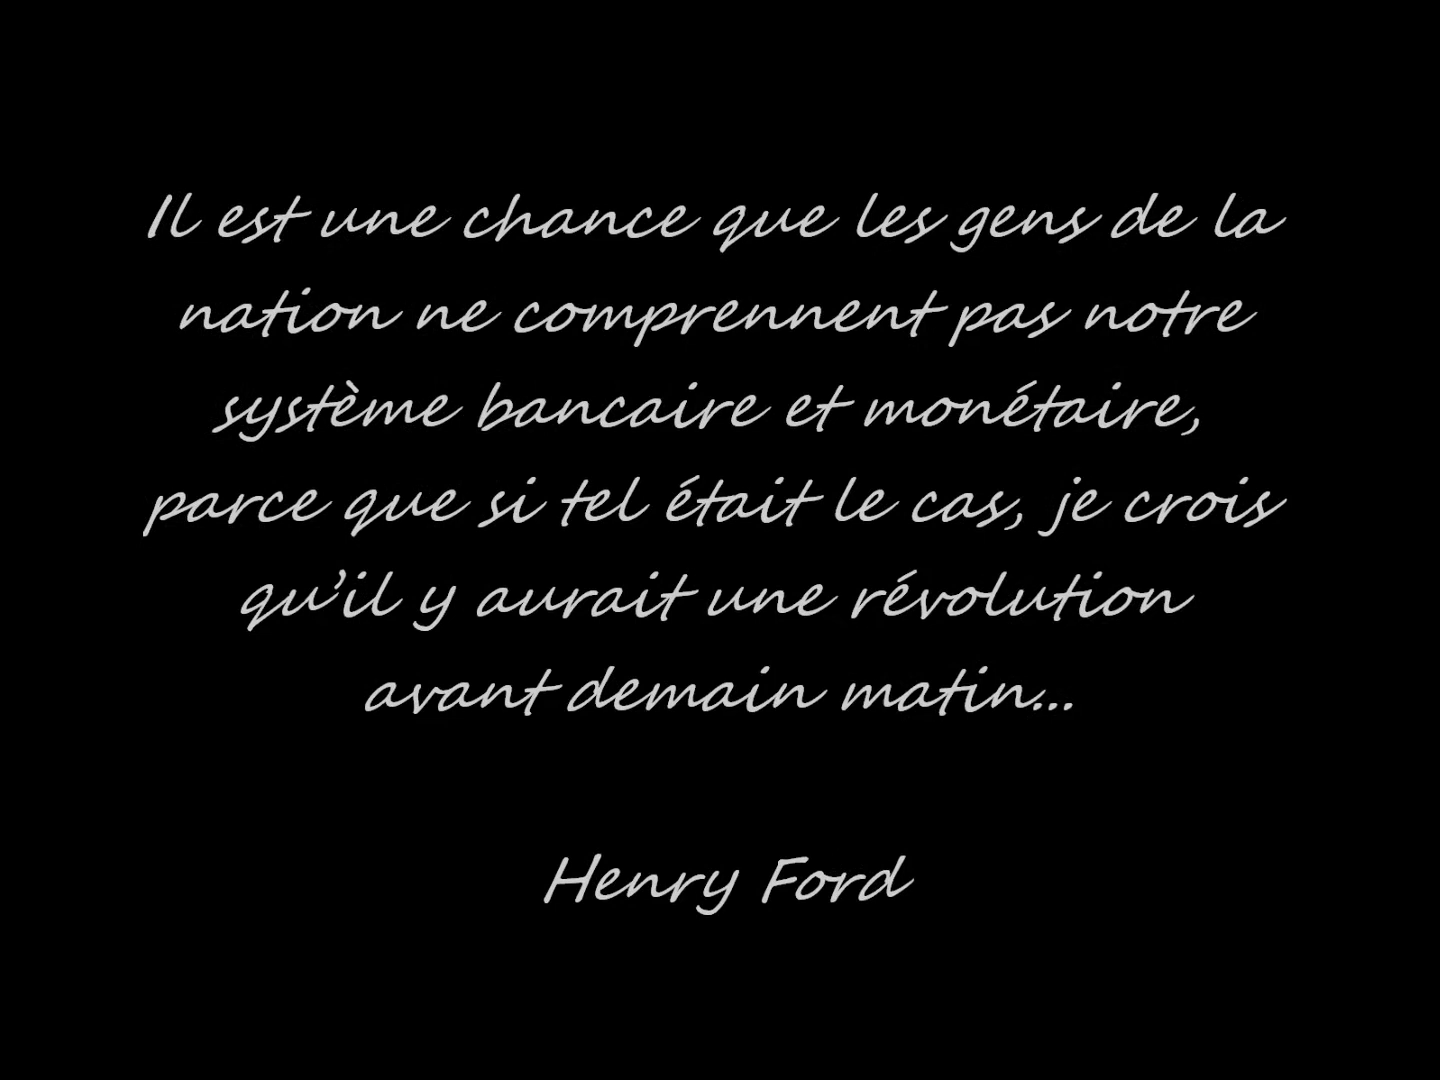 Il est une chance que les gens de la
nation ne comprennent pas notre
système bancaire et monétaire,
parce que si tel était le cas, je crois
qu’il y aurait une révolution
avant demain matin...
Henry Ford